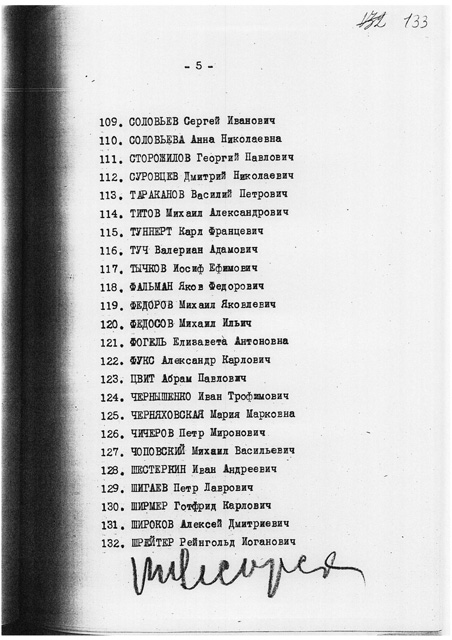 133
- 5 -
109. СОЛОВЬЕВ Сергей Иванович
110. СОЛОВЬЕВА Анна Николаевна
111. СТОРОЖИЛОВ Георгий Павлович
112. СУРОВЦЕВ Дмитрий Николаевич
113. ТАРАКАНОВ Василий Петрович
114. ТИТОВ Михаил Александрович
115. ТУННЕРТ Карл Францевич
116. ТУЧ Валериан Адамович
117. ТЫЧКОВ Иосиф Ефимович
118. ФАЛЬМАН Яков Федорович
119. ФЕДОРОВ Михаил Яковлевич
120. ФЕДОСОВ Михаил Ильич
121. ФОГЕЛЬ Елизавета Антоновна
122. ФУКС Александр Карлович
123. ЦВИТ Абрам Павлович
124. ЧЕРНЫШЕНКО Иван Трофимович
125. ЧЕРНЯХОВСКАЯ Мария Марковна
126. ЧИЧЕРОВ Петр Миронович
127. ЧОПОВСКИЙ Михаил Васильевич
128. ШЕСТЕРКИН Иван Андреевич
129. ШИГАЕВ Петр Лаврович
130. ШИРМЕР Готфрид Карлович
131. ШИРОКОВ Алексей Дмитриевич
132. ШРЕЙТЕР Рейнгольд Иоганович